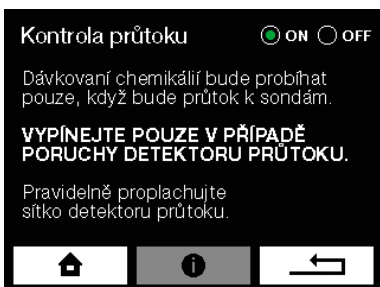 Kontrola průtoku ON OFF
Dávkovaní chemikálií bude probíhat
pouze, když bude průtok k sondám.
VYPÍNEJTE POUZE V PŘÍPADĚ
PORUCHY DETEKTORU PRŮTOKU.
Pravidelně proplachujte
sítko detektoru průtoku.